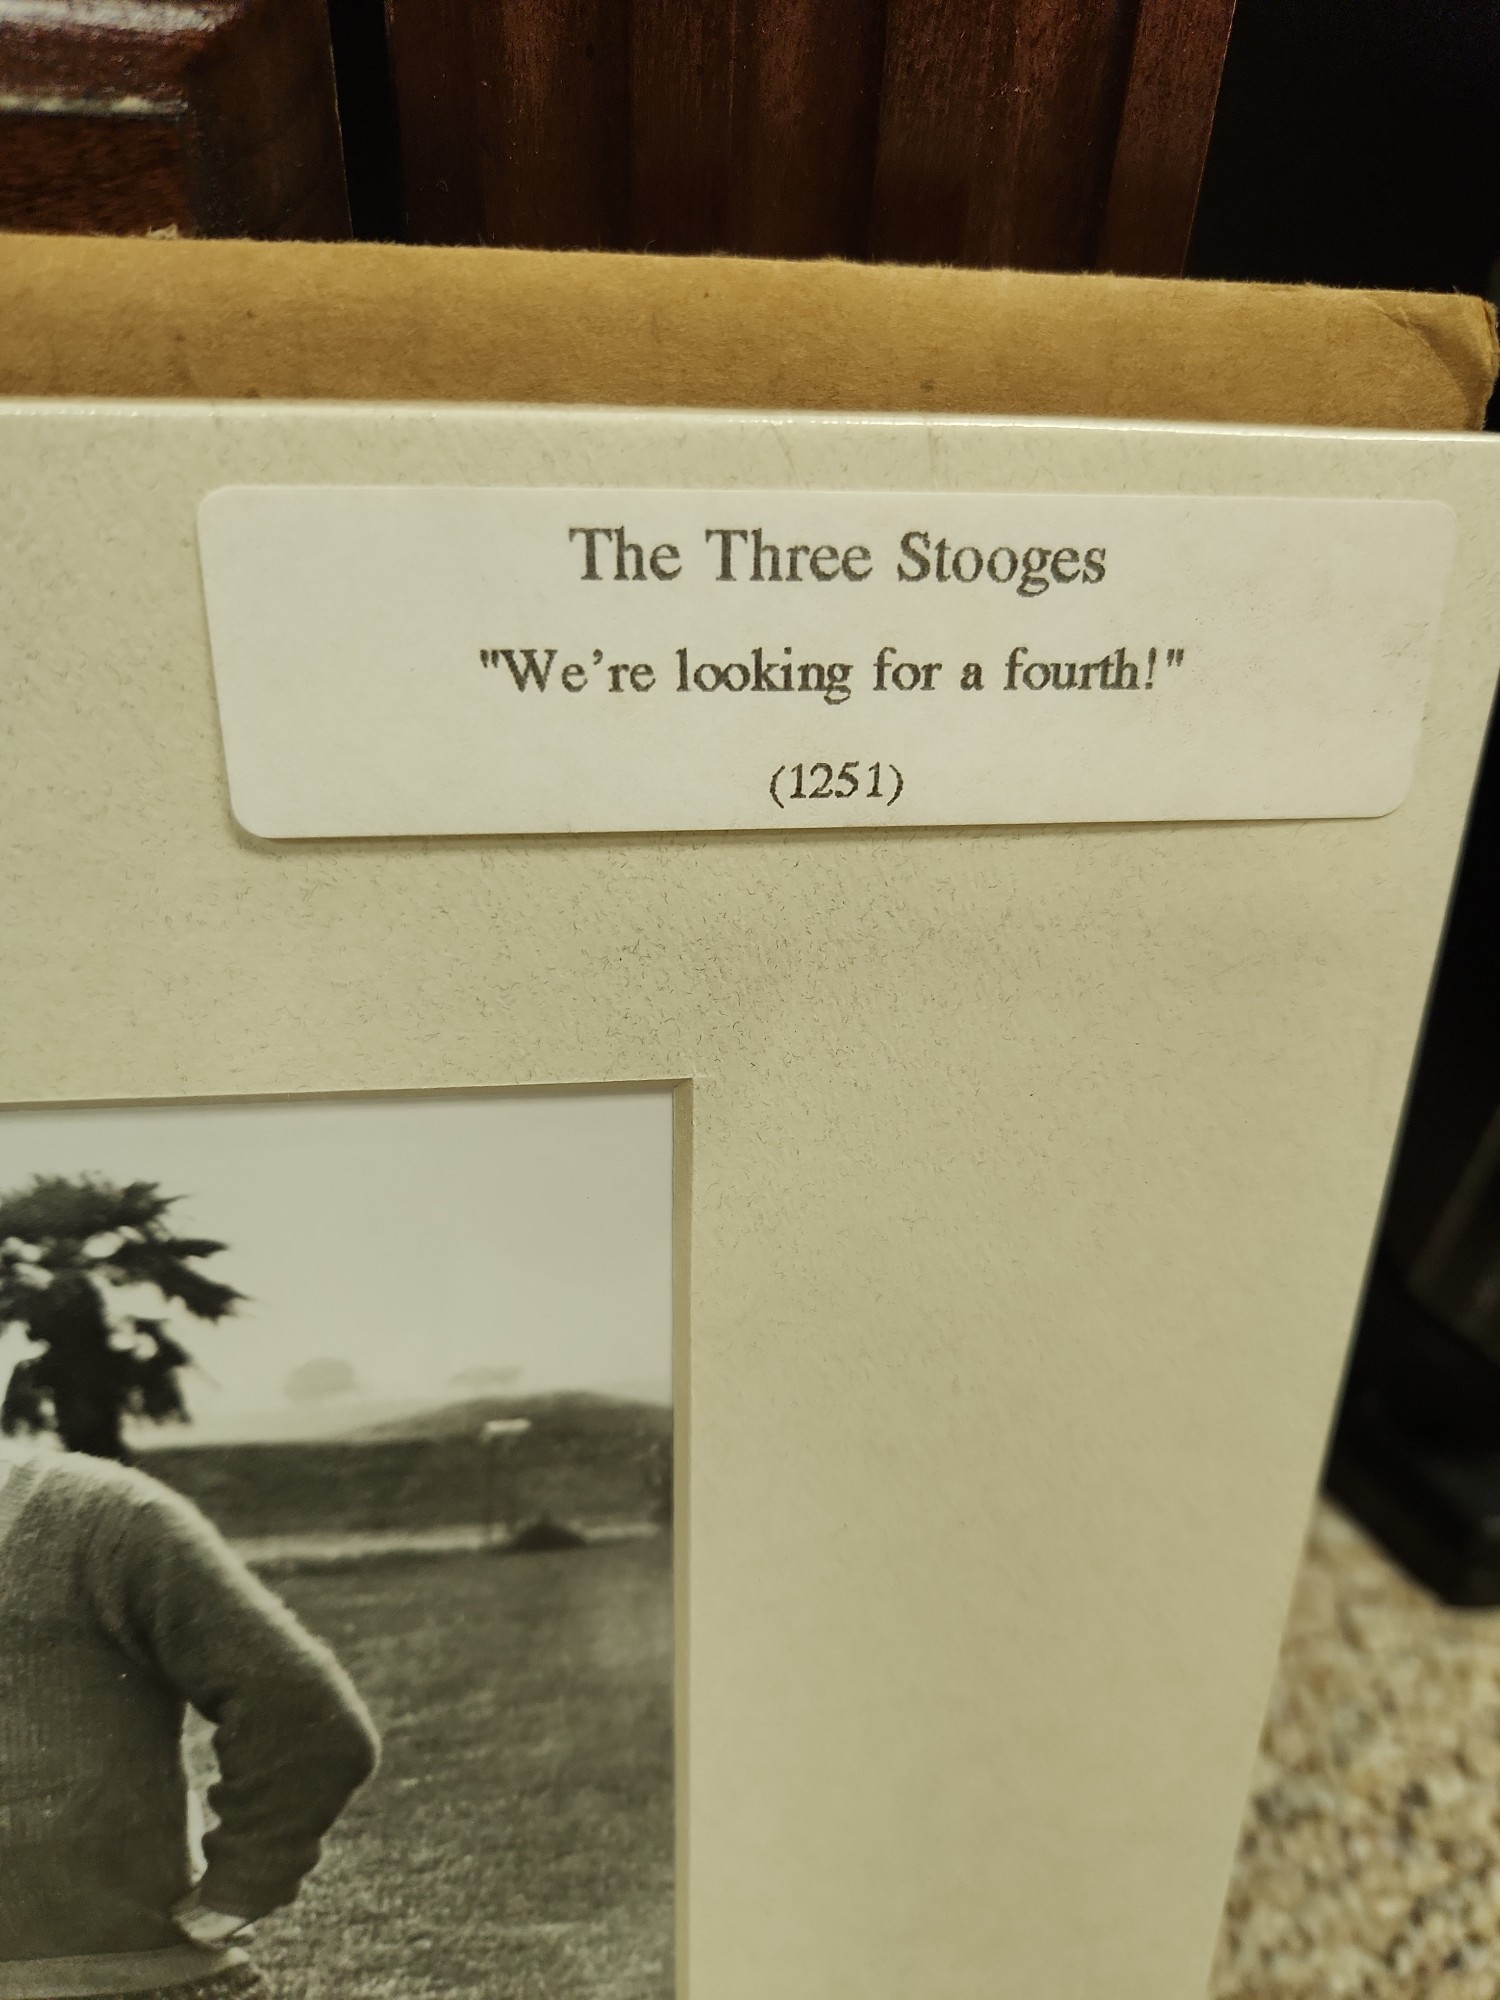 The Three Stooges
"We're looking for a fourth!"
(1251)